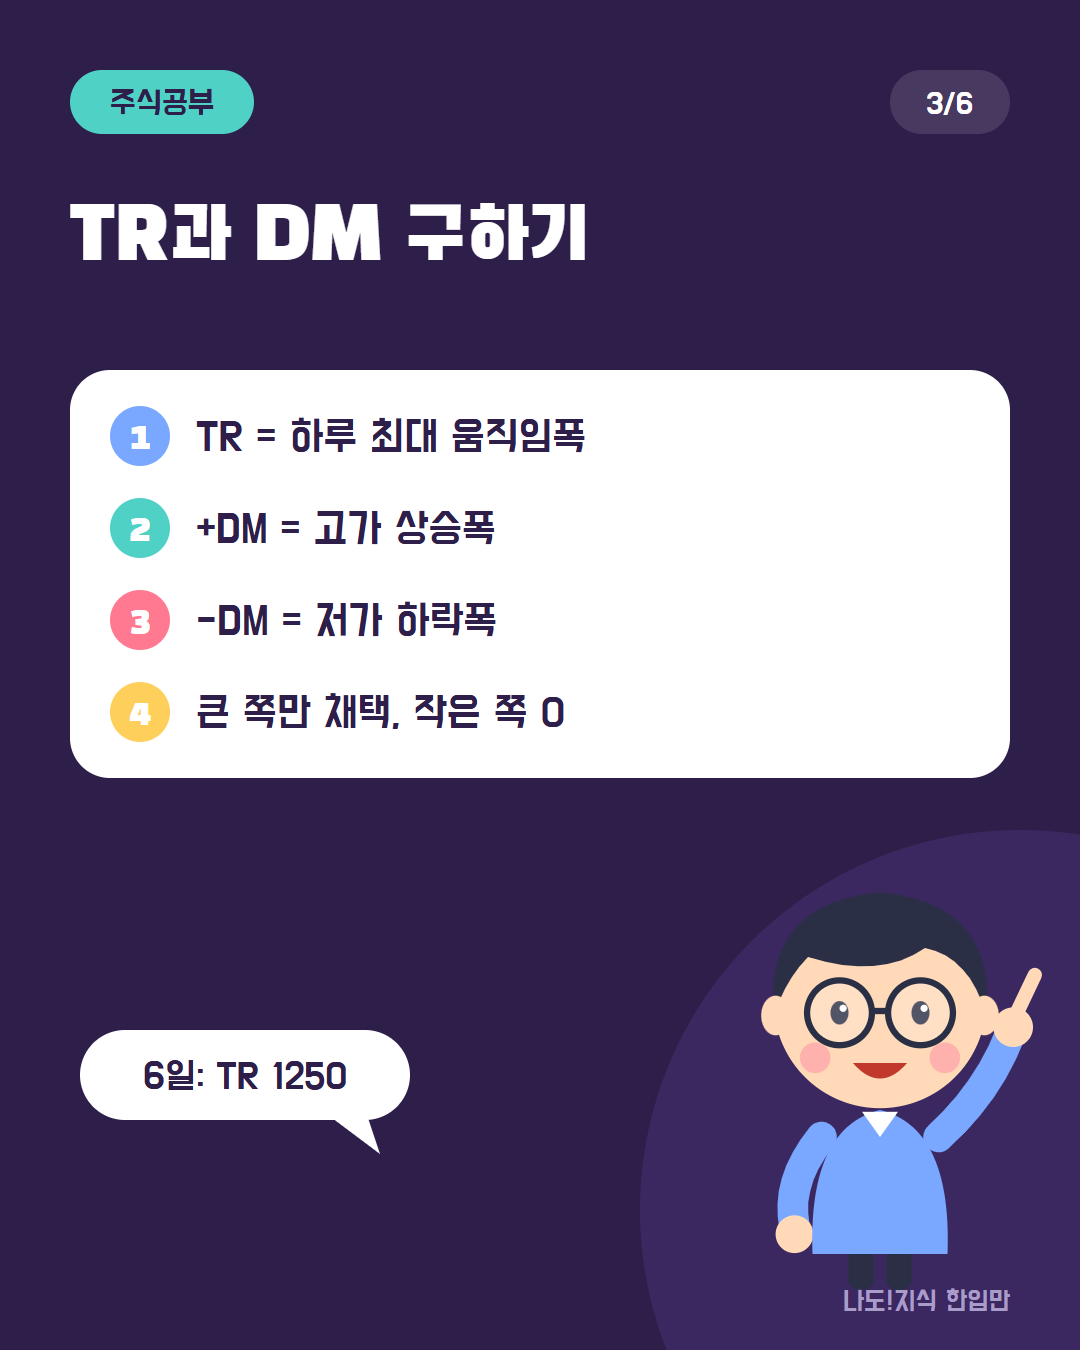 주식공부
3/6
TR과 DM 구하기
1 TR = 하루 최대 움직임폭
2 +DM = 고가 상승폭
3 -DM = 저가 하락폭
4 큰 쪽만 채택, 작은 쪽 0
6일: TR 1250
나도!지식 한입만